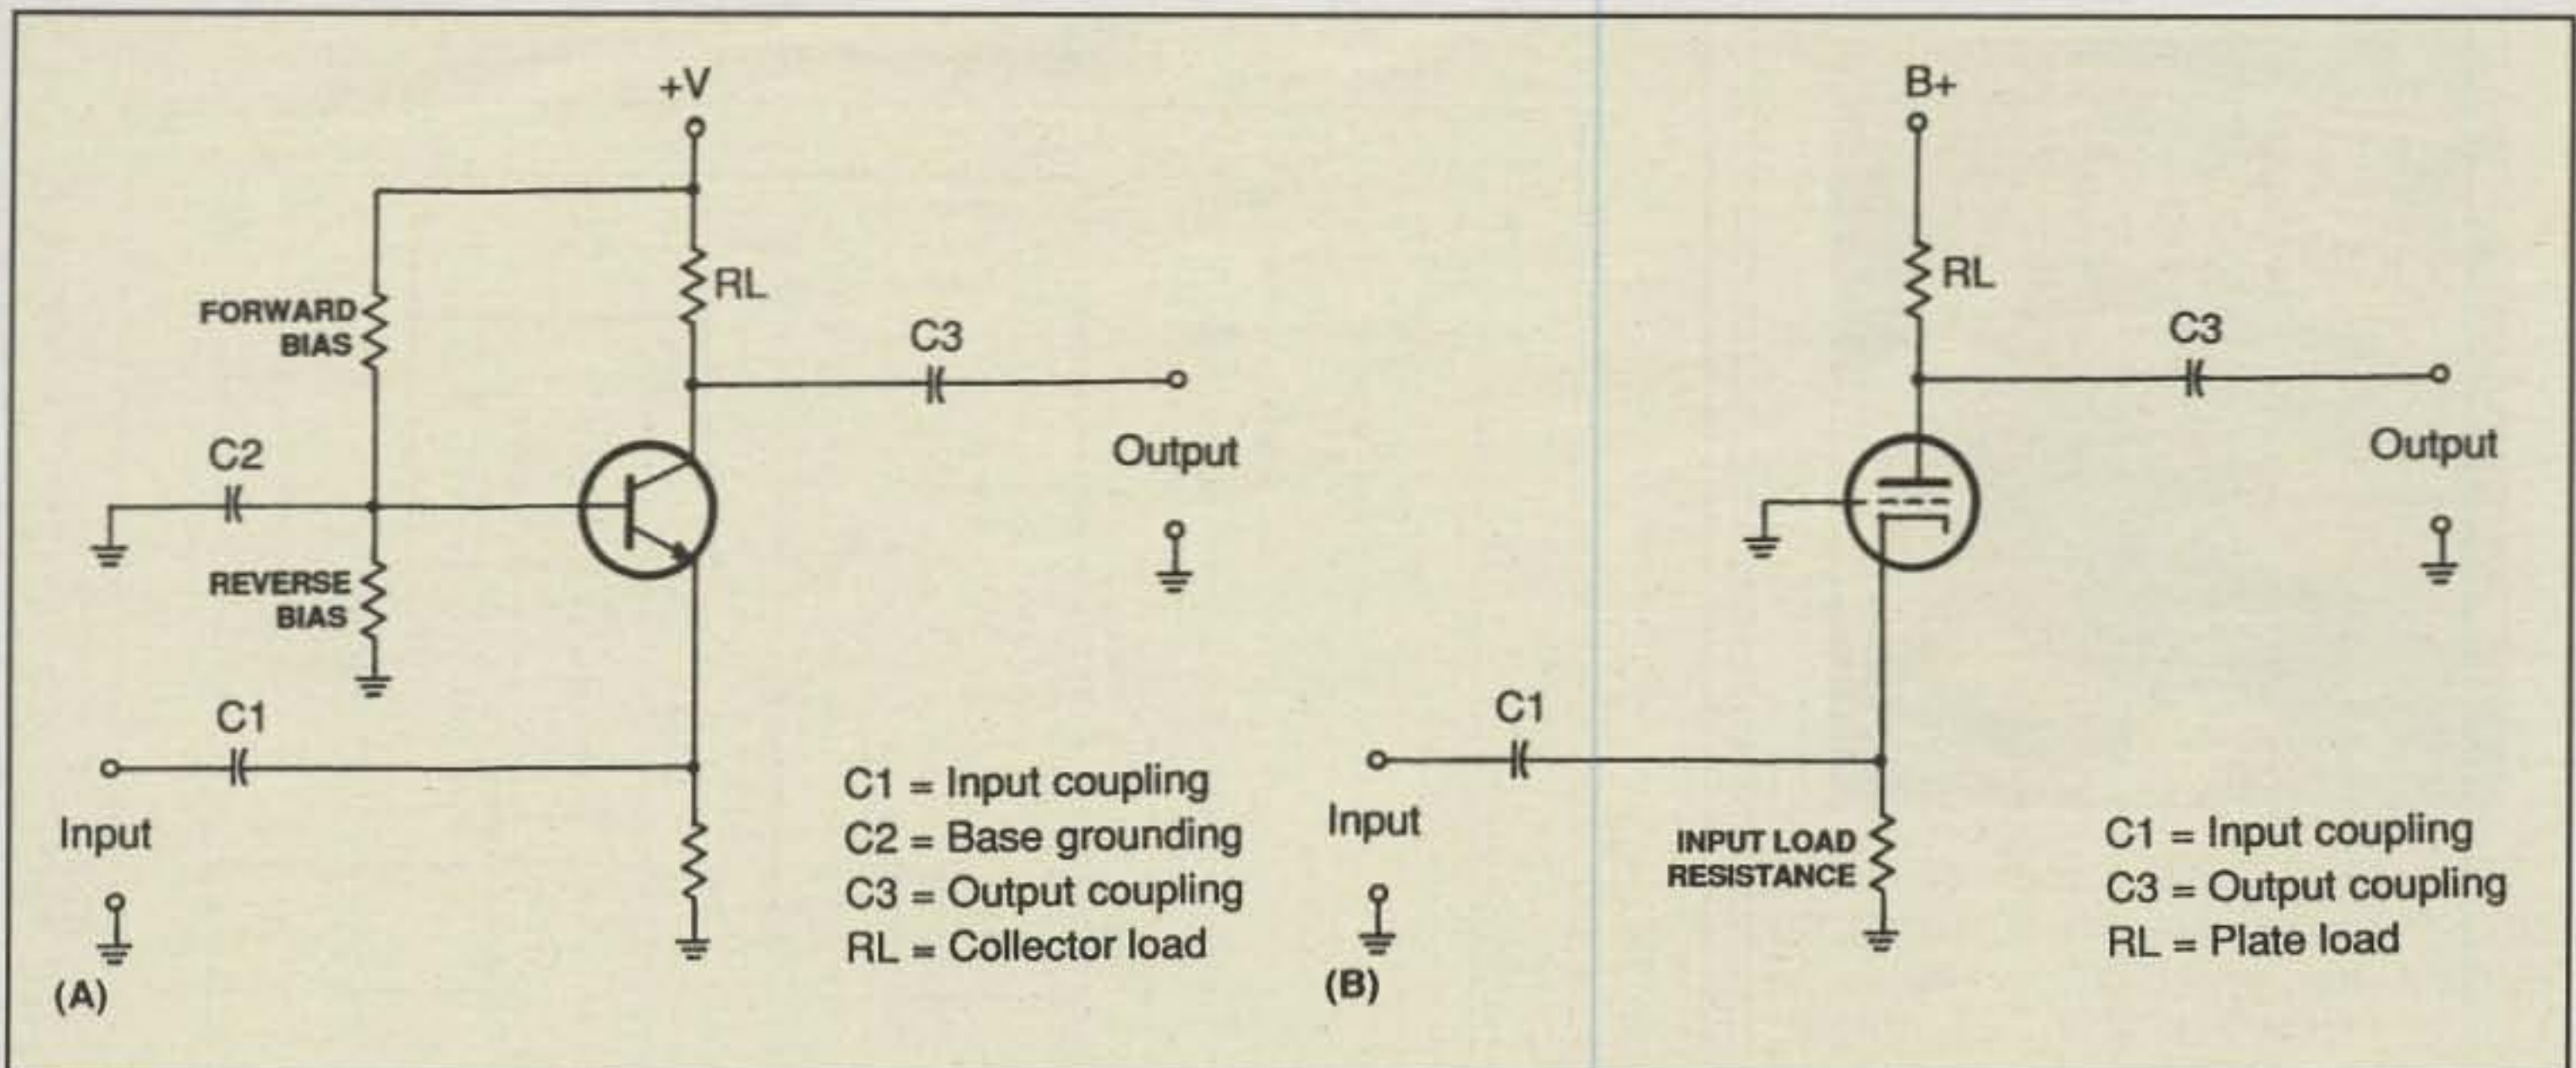 +V
FORWARD
BIAS
RL
C3
C2
Output
REVERSE
BIAS
C1
Input
C1 = Input coupling
C2 = Base grounding
C3 = Output coupling
RL = Collector load
(A)
B+
RL
C3
Output
C1
Input
INPUT LOAD
RESISTANCE
C1 = Input coupling
C3 = Output coupling
RL = Plate load
(B)